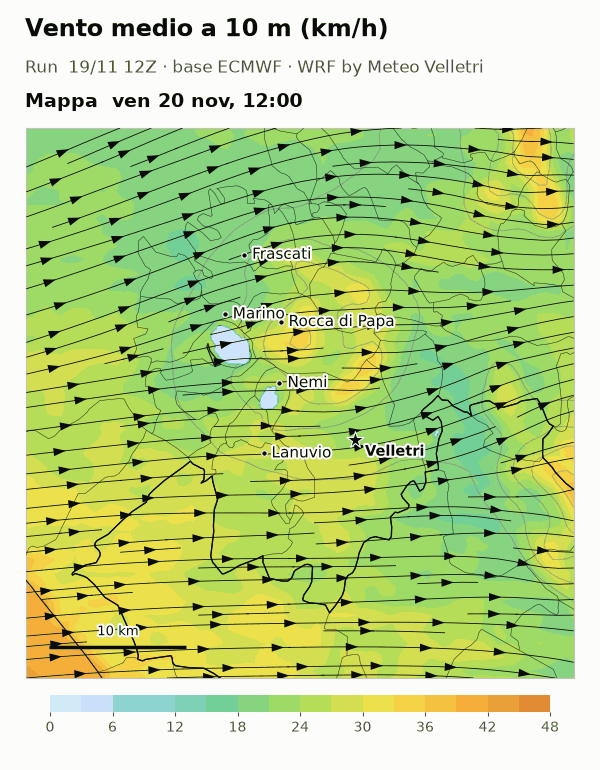 Vento medio a 10 m (km/h)
Run  19/11 12Z · base ECMWF · WRF by Meteo Velletri
Mappa  ven 20 nov, 12:00
Frascati
Marino
Rocca di Papa
Nemi
Velletri
Lanuvio
10 km
0 6 12 18 24 30 36 42 48